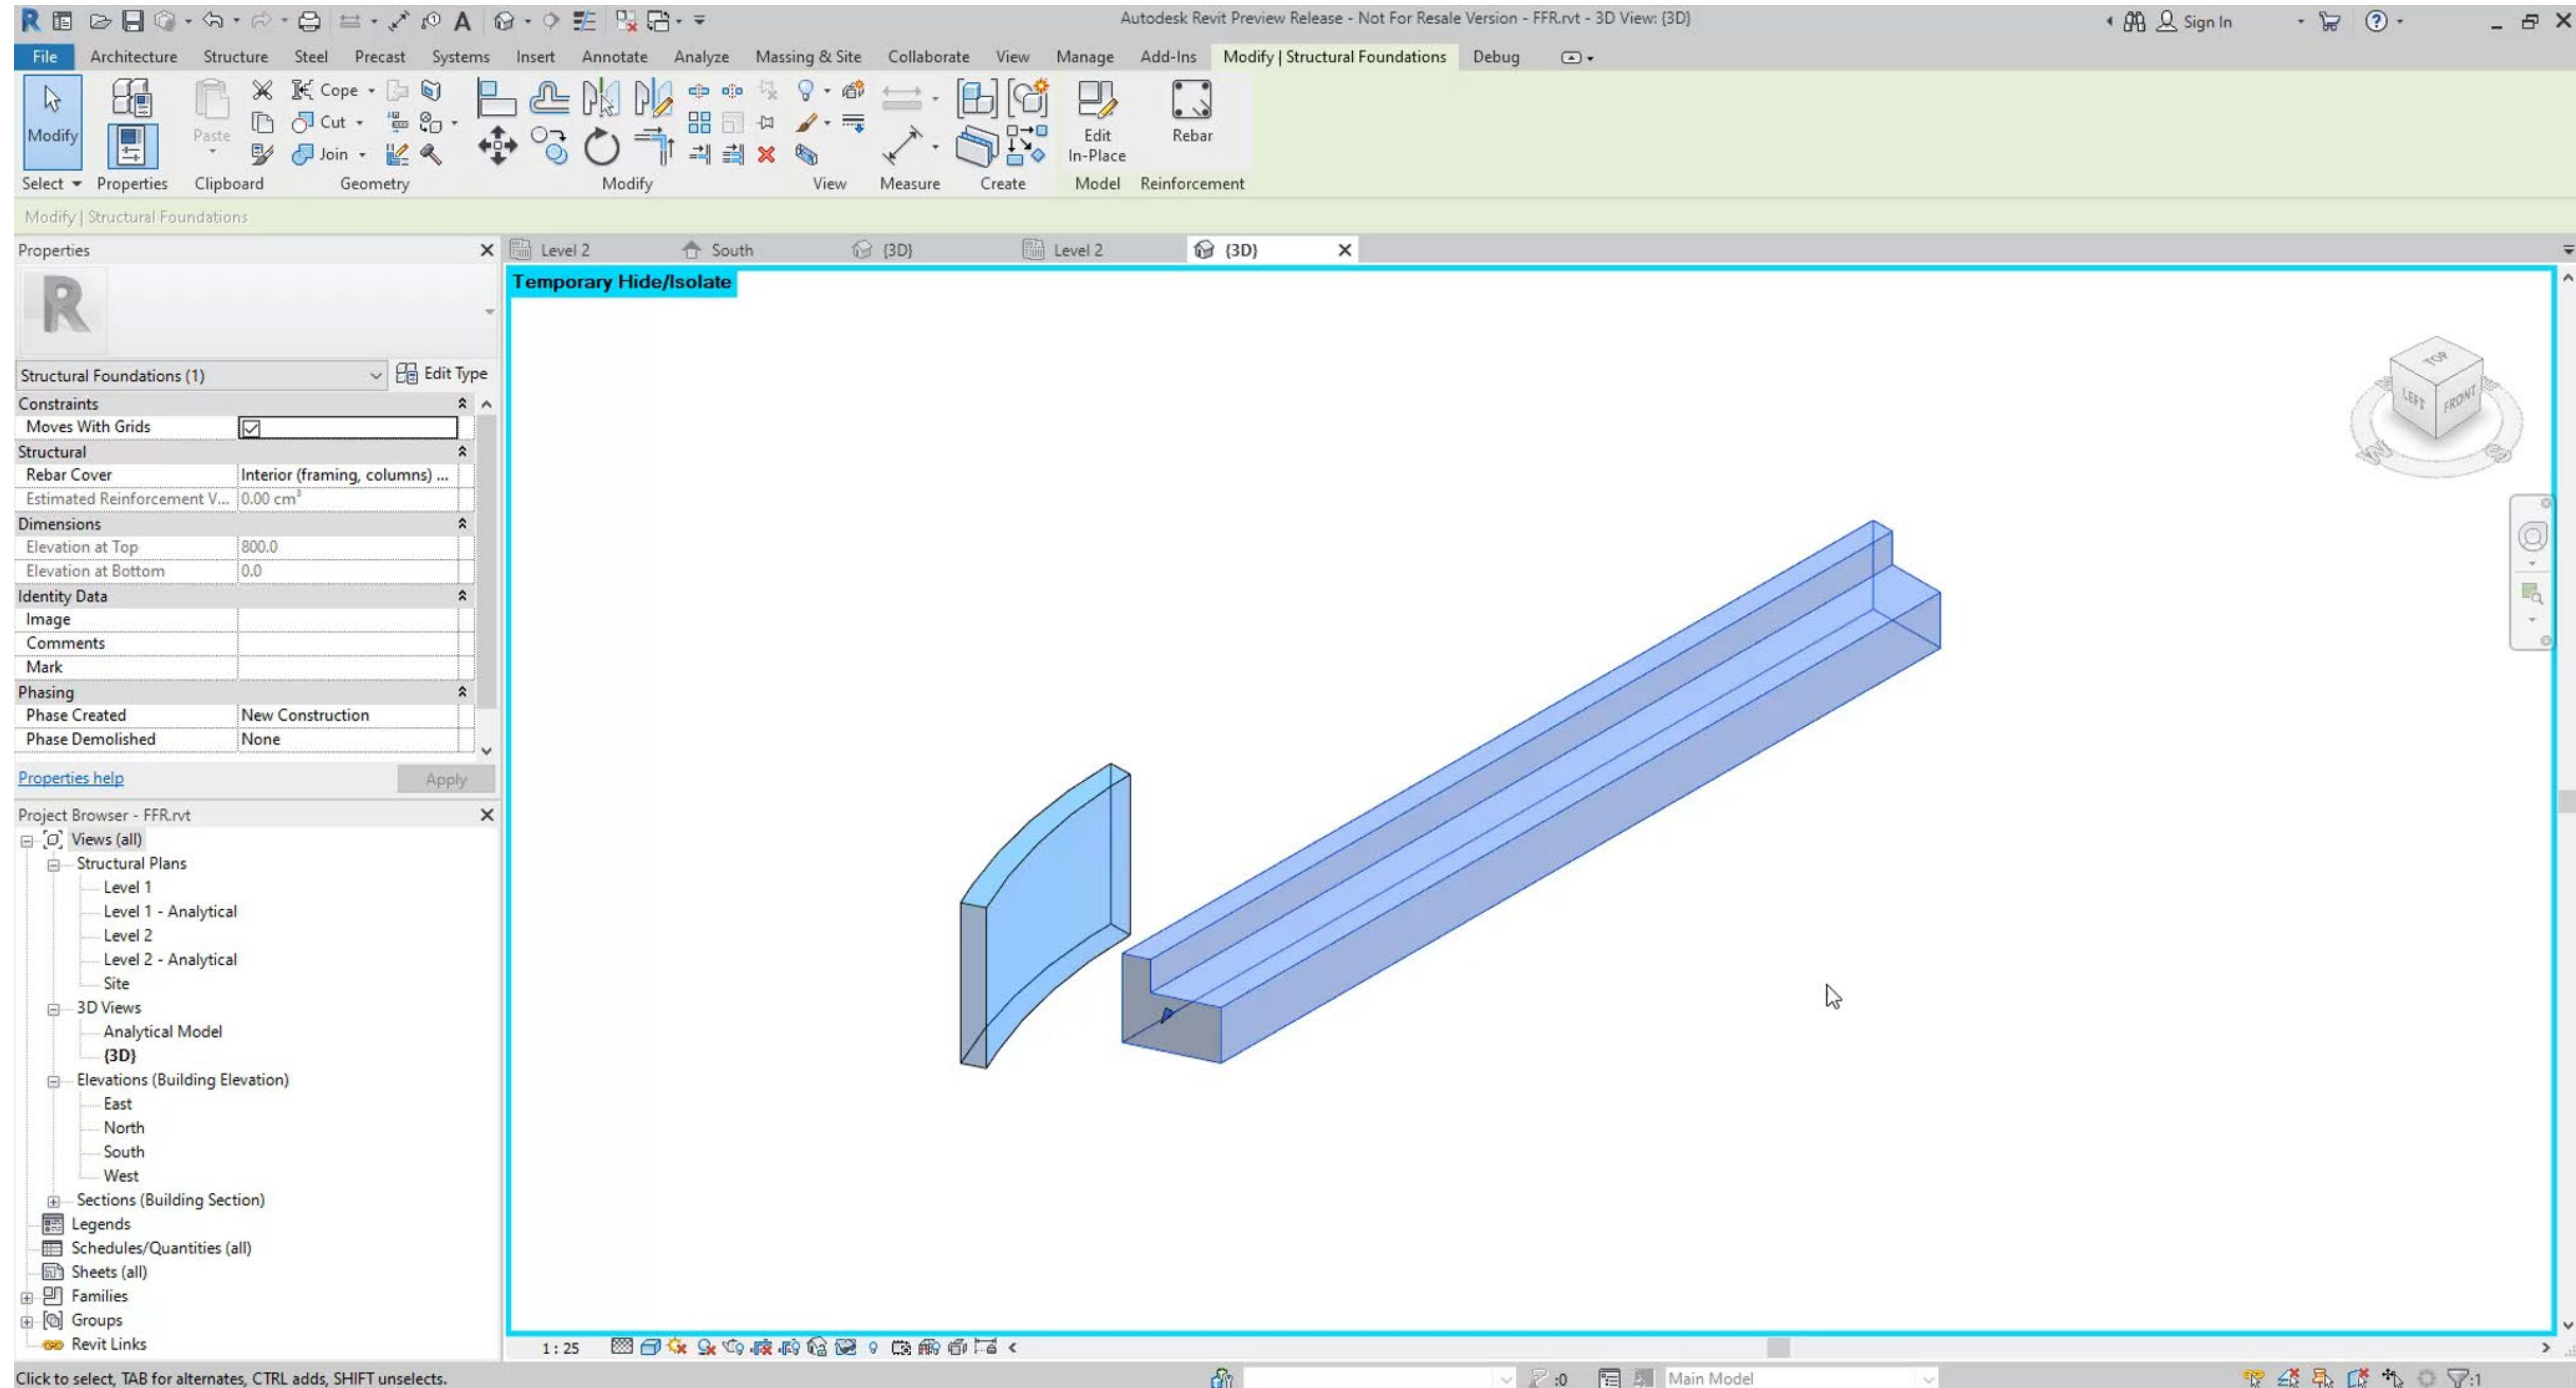 Autodesk Revit Preview Release - Not For Resale Version - FFR.rvt - 3D View: {3D}
Sign In
File Architecture Structure Steel Precast Systems Insert Annotate Analyze Massing & Site Collaborate View Manage Add-Ins Modify | Structural Foundations Debug
Modify
Paste
Cope
Cut
Join
Edit In-Place
Rebar
Select Properties Clipboard Geometry Modify View Measure Create Model Reinforcement
Modify | Structural Foundations
Properties
Level 2 South {3D} Level 2 {3D}
Temporary Hide/Isolate
Structural Foundations (1) Edit Type
Constraints
Moves With Grids
Structural
Rebar Cover Interior (framing, columns) ...
Estimated Reinforcement V... 0.00 cm³
Dimensions
Elevation at Top 800.0
Elevation at Bottom 0.0
Identity Data
Image
Comments
Mark
Phasing
Phase Created New Construction
Phase Demolished None
Properties help Apply
Project Browser - FFR.rvt
Views (all)
Structural Plans
Level 1
Level 1 - Analytical
Level 2
Level 2 - Analytical
Site
3D Views
Analytical Model
{3D}
Elevations (Building Elevation)
East
North
South
West
Sections (Building Section)
Legends
Schedules/Quantities (all)
Sheets (all)
Families
Groups
Revit Links
TOP
LEFT
FRONT
W
S
1 : 25
Click to select, TAB for alternates, CTRL adds, SHIFT unselects.
:0
Main Model
:1